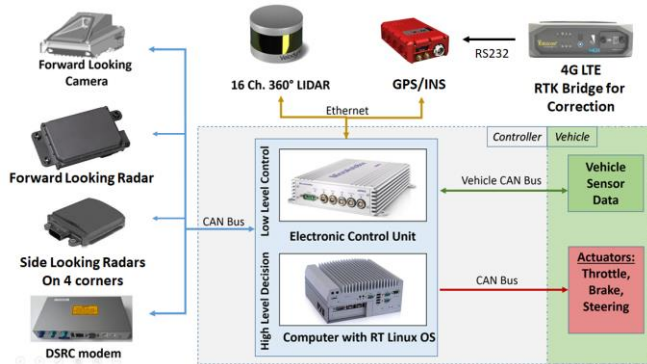 Forward Looking
Camera
Forward Looking Radar
Side Looking Radars
On 4 corners
DSRC modem
CAN Bus
16 Ch. 360° LIDAR
GPS/INS
RS232
4G LTE
RTK Bridge for
Correction
Ethernet
Controller
Vehicle
Low Level Control
Electronic Control Unit
High Level Decision
Computer with RT Linux OS
Vehicle CAN Bus
Vehicle
Sensor
Data
CAN Bus
Actuators:
Throttle,
Brake,
Steering